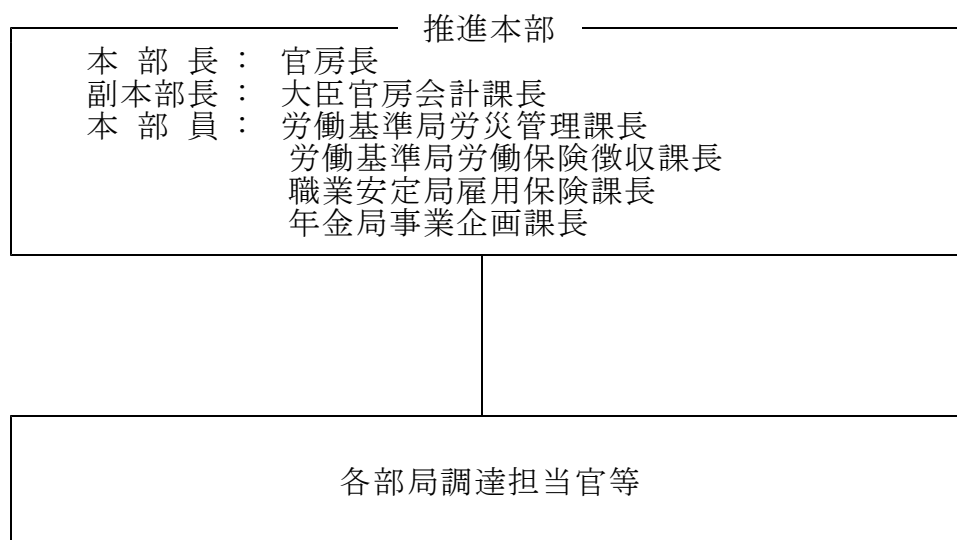 推進本部
本 部 長 ： 官房長
副本部長 ： 大臣官房会計課長
本 部 員 ： 労働基準局労災管理課長
労働基準局労働保険徴収課長
職業安定局雇用保険課長
年金局事業企画課長
各部局調達担当官等